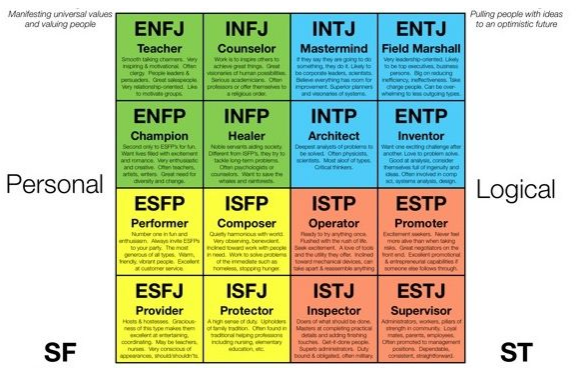 Manifesting universal values
and valuing people
Pulling people with ideas
to an optimistic future
ENFJ
Teacher
Smooth talking charmers. Very
inspiring & motivational. Often
clergy. People leaders &
persuaders. Great salespeople.
Very relationship-oriented. Like
to motivate groups.
INFJ
Counselor
Work is to inspire others to
achieve great things. Great
visionaries of human possibilities.
Serious academicians. Often
professors or offer themselves to
a religious order.
INTJ
Mastermind
If they say they are going to do
something, they do it. Likely to
be corporate leaders, scientists.
Believe everything has room for
improvement. Superior planners
and visionaries of systems.
ENTJ
Field Marshall
Very leadership-oriented. Likely
to be top executives, business
persons. Big on reducing
inefficiency, ineffectiveness. Take
charge people. Can be over-
whelming to less outgoing types.
ENFP
Champion
Second only to ESFP's for fun.
Want lives filled with excitement
and romance. Very enthusiastic
and creative. Often teachers,
artists, writers. Great need for
diversity and change.
INFP
Healer
Noble servants aiding society.
Different from SFPs, they try to
tackle long-term problems.
Often psychologists or
counselors. Want to save the
whales and rainforests.
INTP
Architect
Deepest analysts of problems to
be solved. Often physicists,
scientists. Most aloof of types,
Critical thinkers.
ENTP
Inventor
Want one exciting challenge after
another. Love to problem solve.
Good at analysis, consider
themselves full of ingenuity and
ideas. Often involved in comp
sci, systems analysis, design.
Personal
Logical
ESFP
Performer
Number one in fun and
enthusiasm. Always invite ESFPs
to your party. The most
generous of all types. Warm,
friendly, vibrant people. Excellent
at customer service.
ISFP
Composer
Quietly harmonious with world.
Very observing, benevolent.
Inclined toward work with people
in need. Work to solve problems
of the immediate such as
homeless, stopping hunger.
ISTP
Operator
Ready to try anything once.
Flushed with the rush of life.
Seek excitement. A love of tools
and the utility they offer. Inclined
toward mechanical devices, can
take apart & reassemble anything.
ESTP
Promoter
Excitement seekers. Never feel
more alive than when taking
risks. Great negotiators on the
front end. Excellent promotional
& entrepreneurial capabilities if
someone else follows through.
ESFJ
Provider
Hosts & hostesses. Gracious-
ness of this type makes them
excellent at entertaining,
coordinating. May be teachers,
nurses. Very conscious of
appearances, should/shouldn'ts.
ISFJ
Protector
A high sense of duty. Upholders
of family tradition. Often found in
traditional helping professions
including nursing, elementary
education, etc.
ISTJ
Inspector
Doers of what should be done.
Masters at completing practical
details and adding finishing
touches. Get-it-done people.
Superb administrators. Duty
bound & obligated, often military.
ESTJ
Supervisor
Administrators, workers, pillars of
strength in community. Loyal
mates, parents, employees.
Often promoted to management
positions. Dependable,
consistent, straightforward.
SF
ST